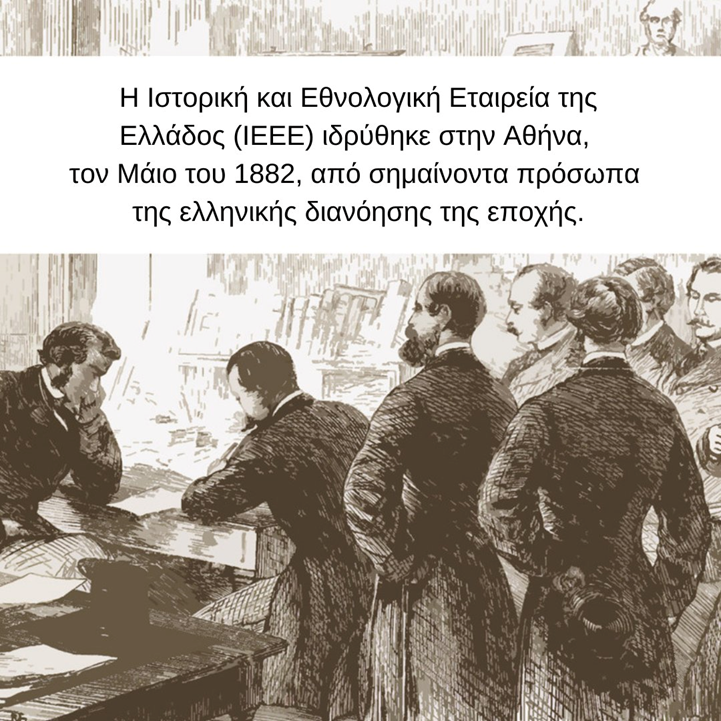 Η Ιστορική και Εθνολογική Εταιρεία της
Ελλάδος (ΙΕΕΕ) ιδρύθηκε στην Αθήνα,
τον Μάιο του 1882, από σημαίνοντα πρόσωπα
της ελληνικής διανόησης της εποχής.